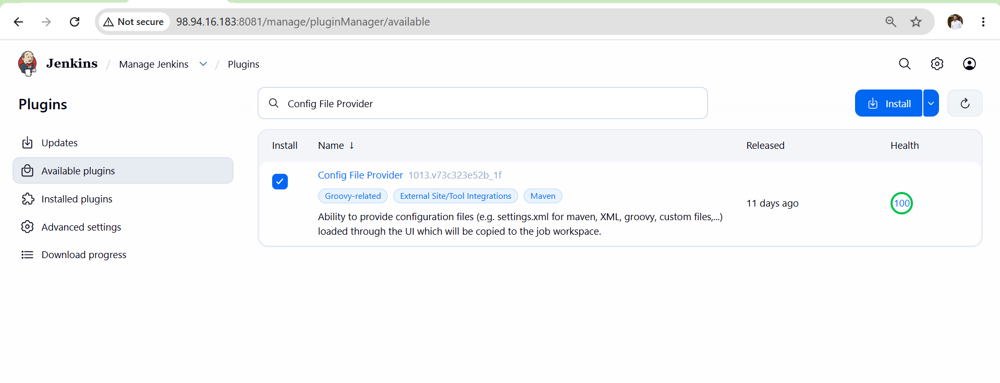 Not secure 98.94.16.183:8081/manage/pluginManager/available
Jenkins / Manage Jenkins / Plugins
Plugins
Config File Provider
Install
Updates
Available plugins
Installed plugins
Advanced settings
Download progress
Install Name ↓ Released Health
Config File Provider 1013.v73c323e52b_1f
Groovy-related External Site/Tool Integrations Maven
Ability to provide configuration files (e.g. settings.xml for maven, XML, groovy, custom files,...)
loaded through the UI which will be copied to the job workspace.
11 days ago
100